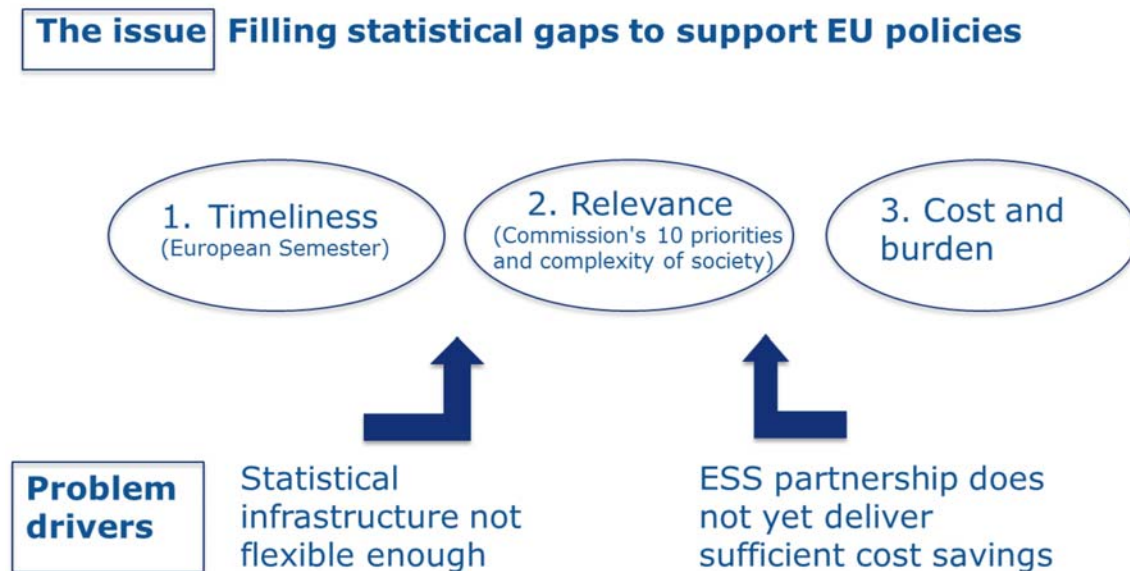 The issue Filling statistical gaps to support EU policies
1. Timeliness
(European Semester)
2. Relevance
(Commission's 10 priorities
and complexity of society)
3. Cost and
burden
Problem
drivers
Statistical
infrastructure not
flexible enough
ESS partnership does
not yet deliver
sufficient cost savings